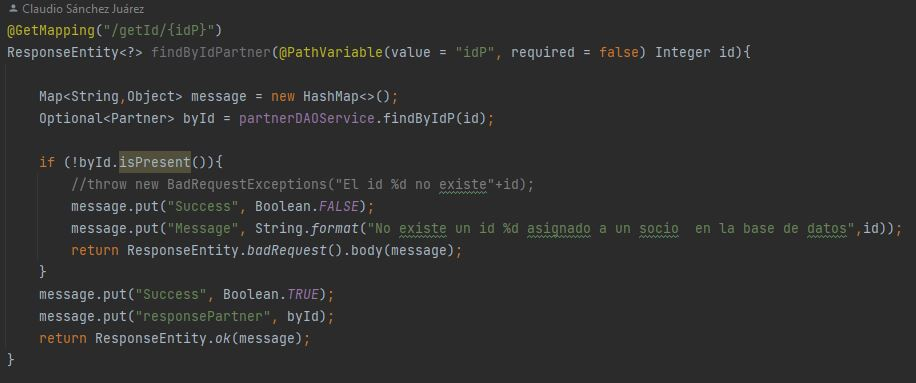 Claudio Sánchez Juárez
@GetMapping("/getId/{idP}")
ResponseEntity<?> findByIdPartner(@PathVariable(value = "idP", required = false) Integer id){
Map<String,Object> message = new HashMap<>();
Optional<Partner> byId = partnerDAOService.findByIdP(id);
if (!byId.isPresent()){
//throw new BadRequestExceptions("El id %d no existe"+id);
message.put("Success", Boolean.FALSE);
message.put("Message", String.format("No existe un id %d asignado a un socio  en la base de datos",id));
return ResponseEntity.badRequest().body(message);
}
message.put("Success", Boolean.TRUE);
message.put("responsePartner", byId);
return ResponseEntity.ok(message);
}